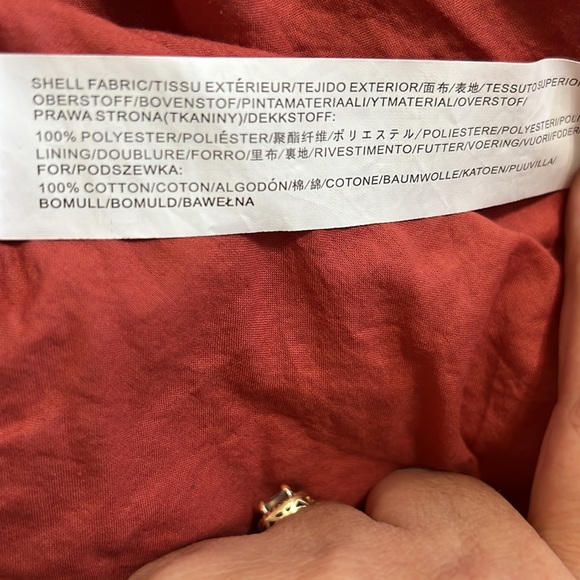 SHELL FABRIC/TISSU EXTÉRIEUR/TEJIDO EXTERIOR/面布/表地/TESSUTO SUPERIOR/
OBERSTOFF/BOVENSTOF/PINTAMATERIAALI/YTMATERIAL/OVERSTOF/
PRAWA STRONA(TKANINY)/DEKKSTOFF:
100% POLYESTER/POLIÉSTER/聚酯纤维/ポリエステル/POLIESTERE/POLYESTERI/POLI
LINING/DOUBLURE/FORRO/里布/裏地/RIVESTIMENTO/FUTTER/VOERING/VUORI/FODER/
FOR/PODSZEWKA:
100% COTTON/COTON/ALGODÓN/棉/綿/COTONE/BAUMWOLLE/KATOEN/PUUVILLA/
BOMULL/BOMULD/BAWEŁNA